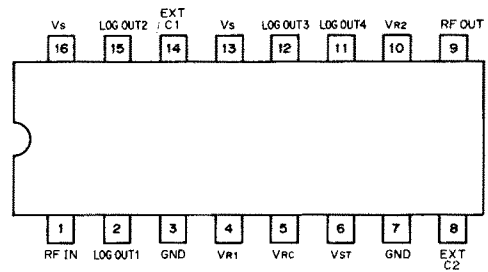 EXT
Vs LOG OUT2 C1 Vs LOG OUT3 LOG OUT4 VR2 RF OUT
16 15 14 13 12 11 10 9
1 2 3 4 5 6 7 8
RF IN LOG OUT1 GND VR1 VRC VST GND EXT
C2